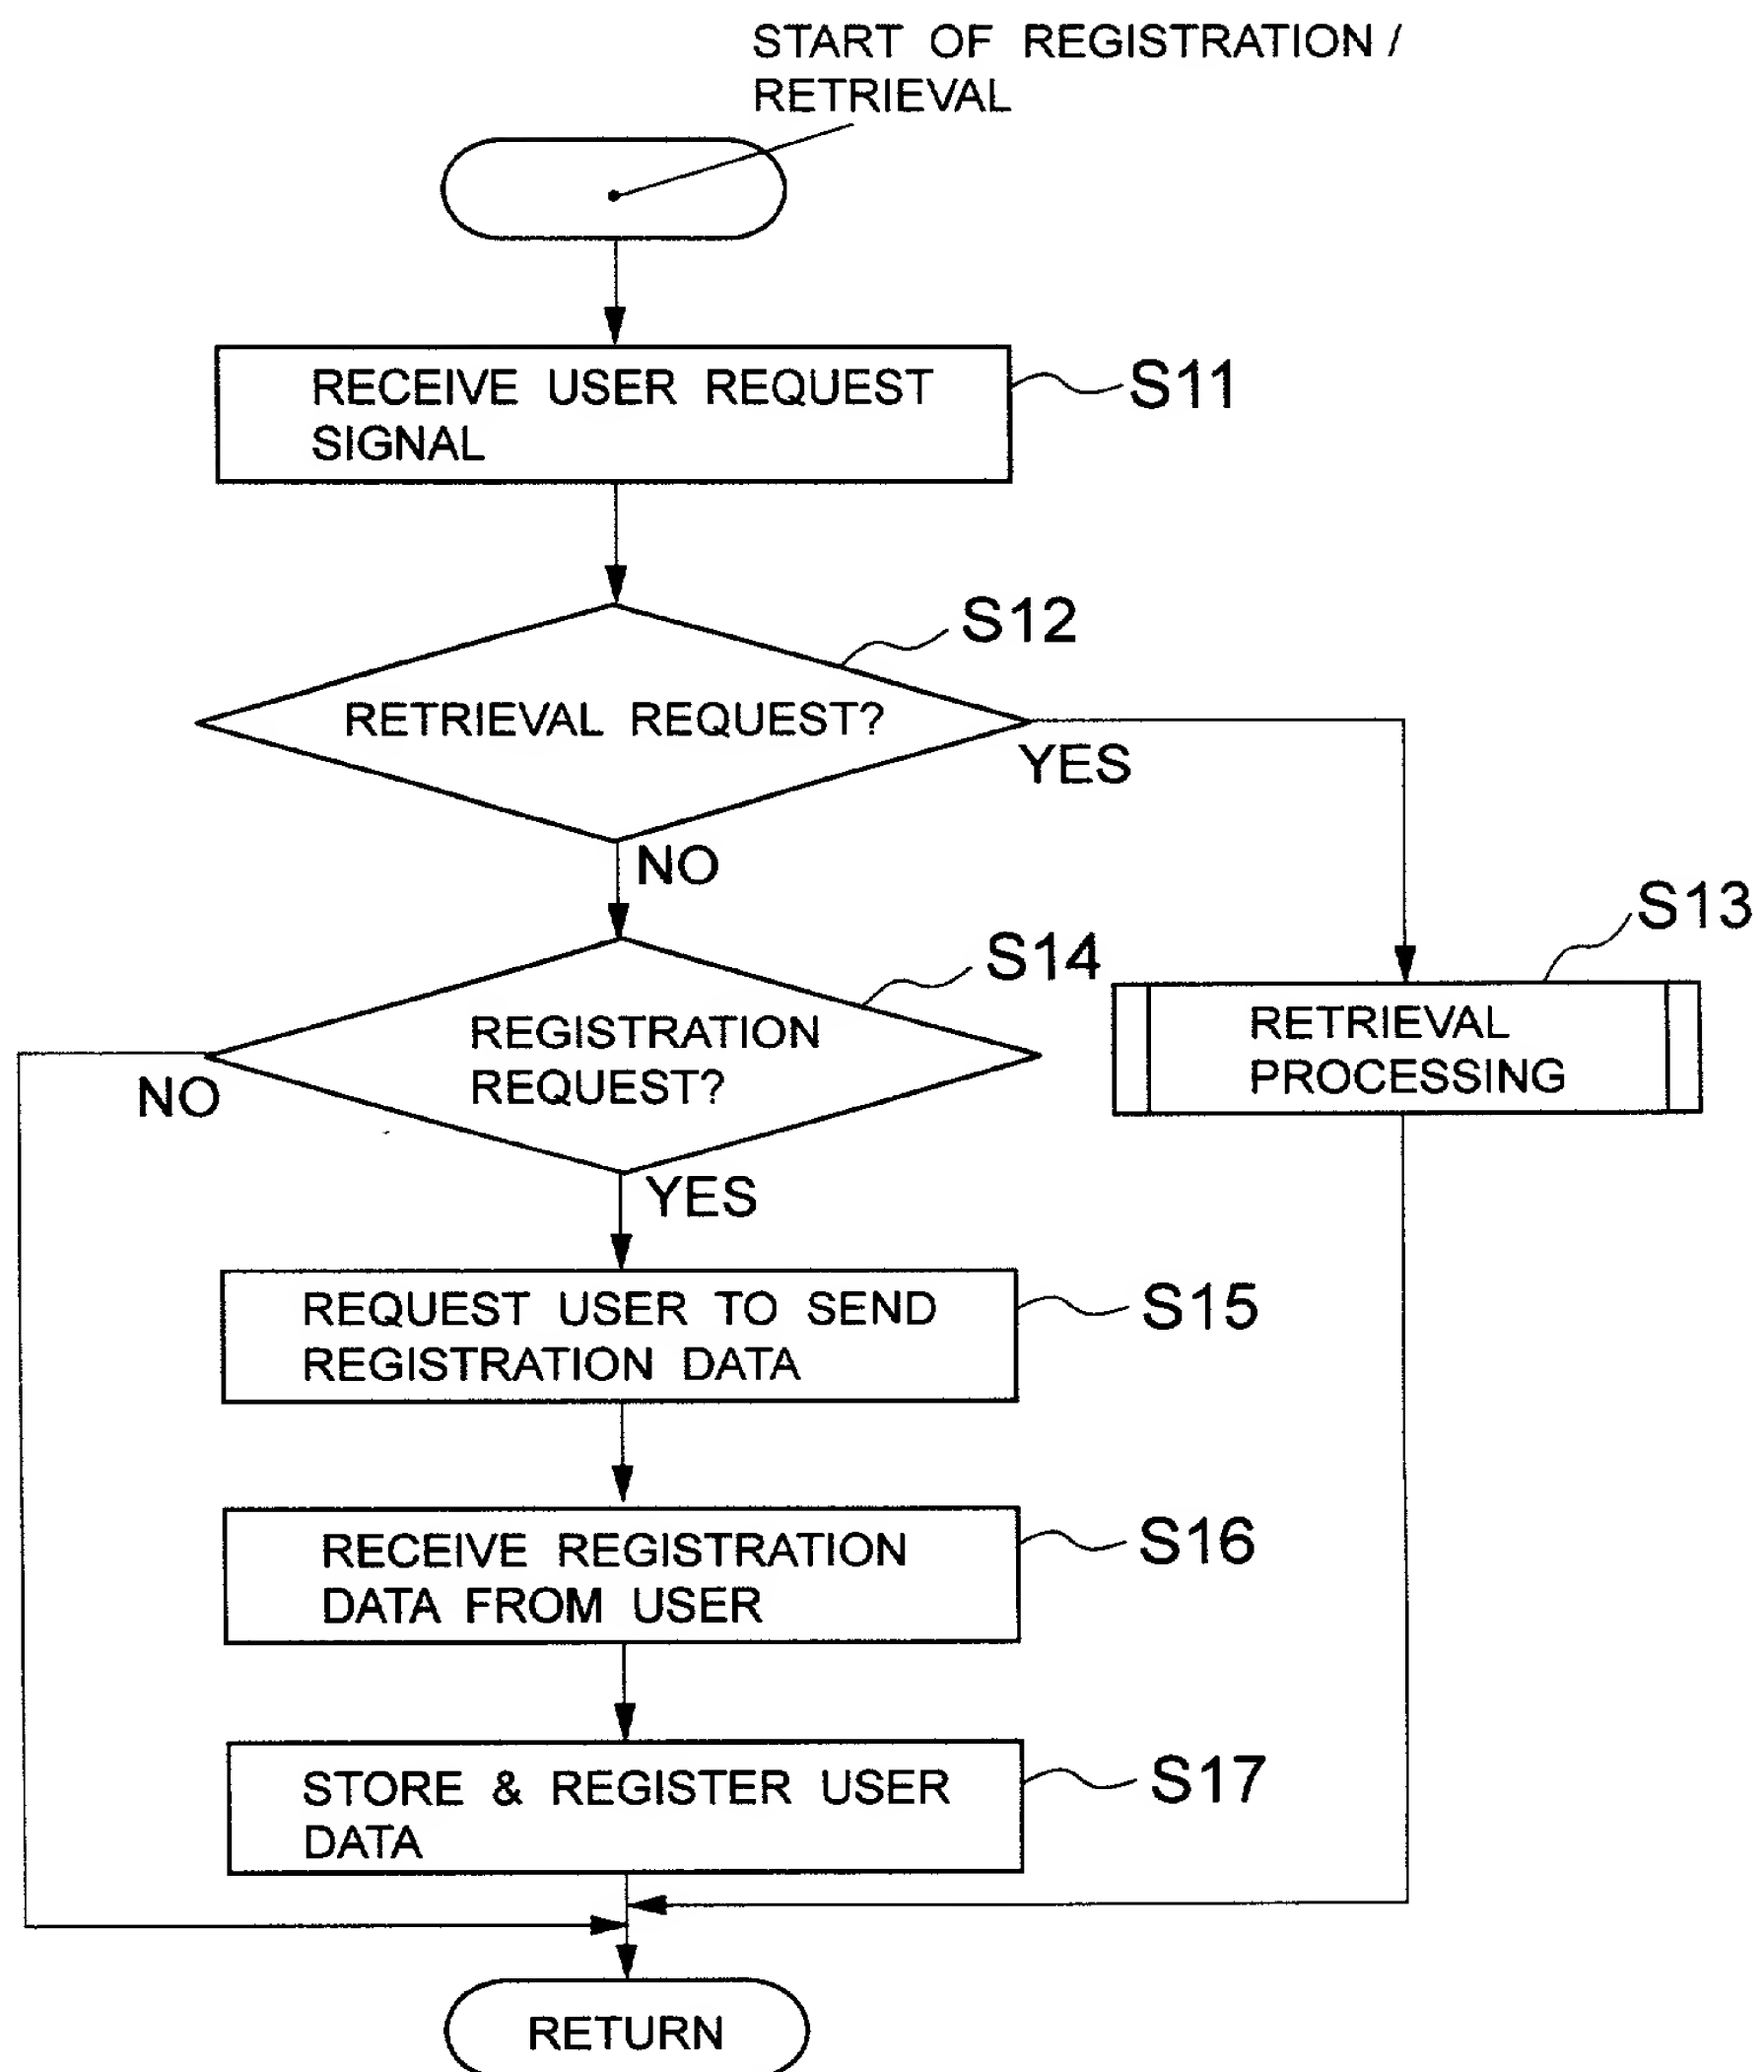 START OF REGISTRATION /
RETRIEVAL
RECEIVE USER REQUEST
SIGNAL
S11
S12
RETRIEVAL REQUEST?
YES
NO
S13
S14
RETRIEVAL
PROCESSING
REGISTRATION
REQUEST?
NO
YES
REQUEST USER TO SEND
REGISTRATION DATA
S15
RECEIVE REGISTRATION
DATA FROM USER
S16
STORE & REGISTER USER
DATA
S17
RETURN